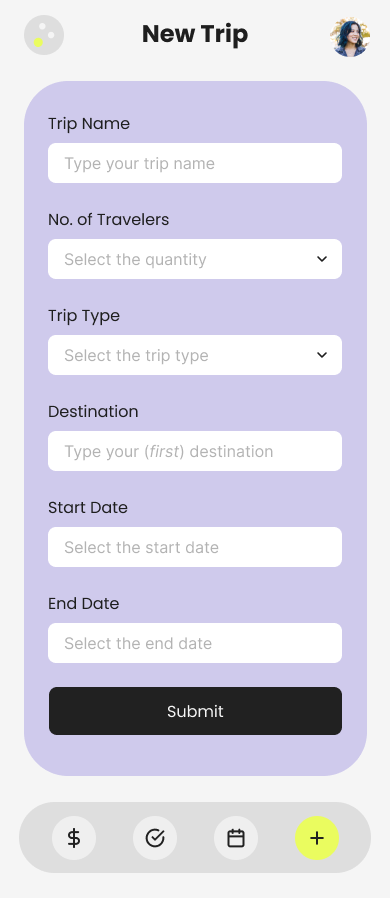 New Trip
Trip Name
Type your trip name
No. of Travelers
Select the quantity
Trip Type
Select the trip type
Destination
Type your (first) destination
Start Date
Select the start date
End Date
Select the end date
Submit